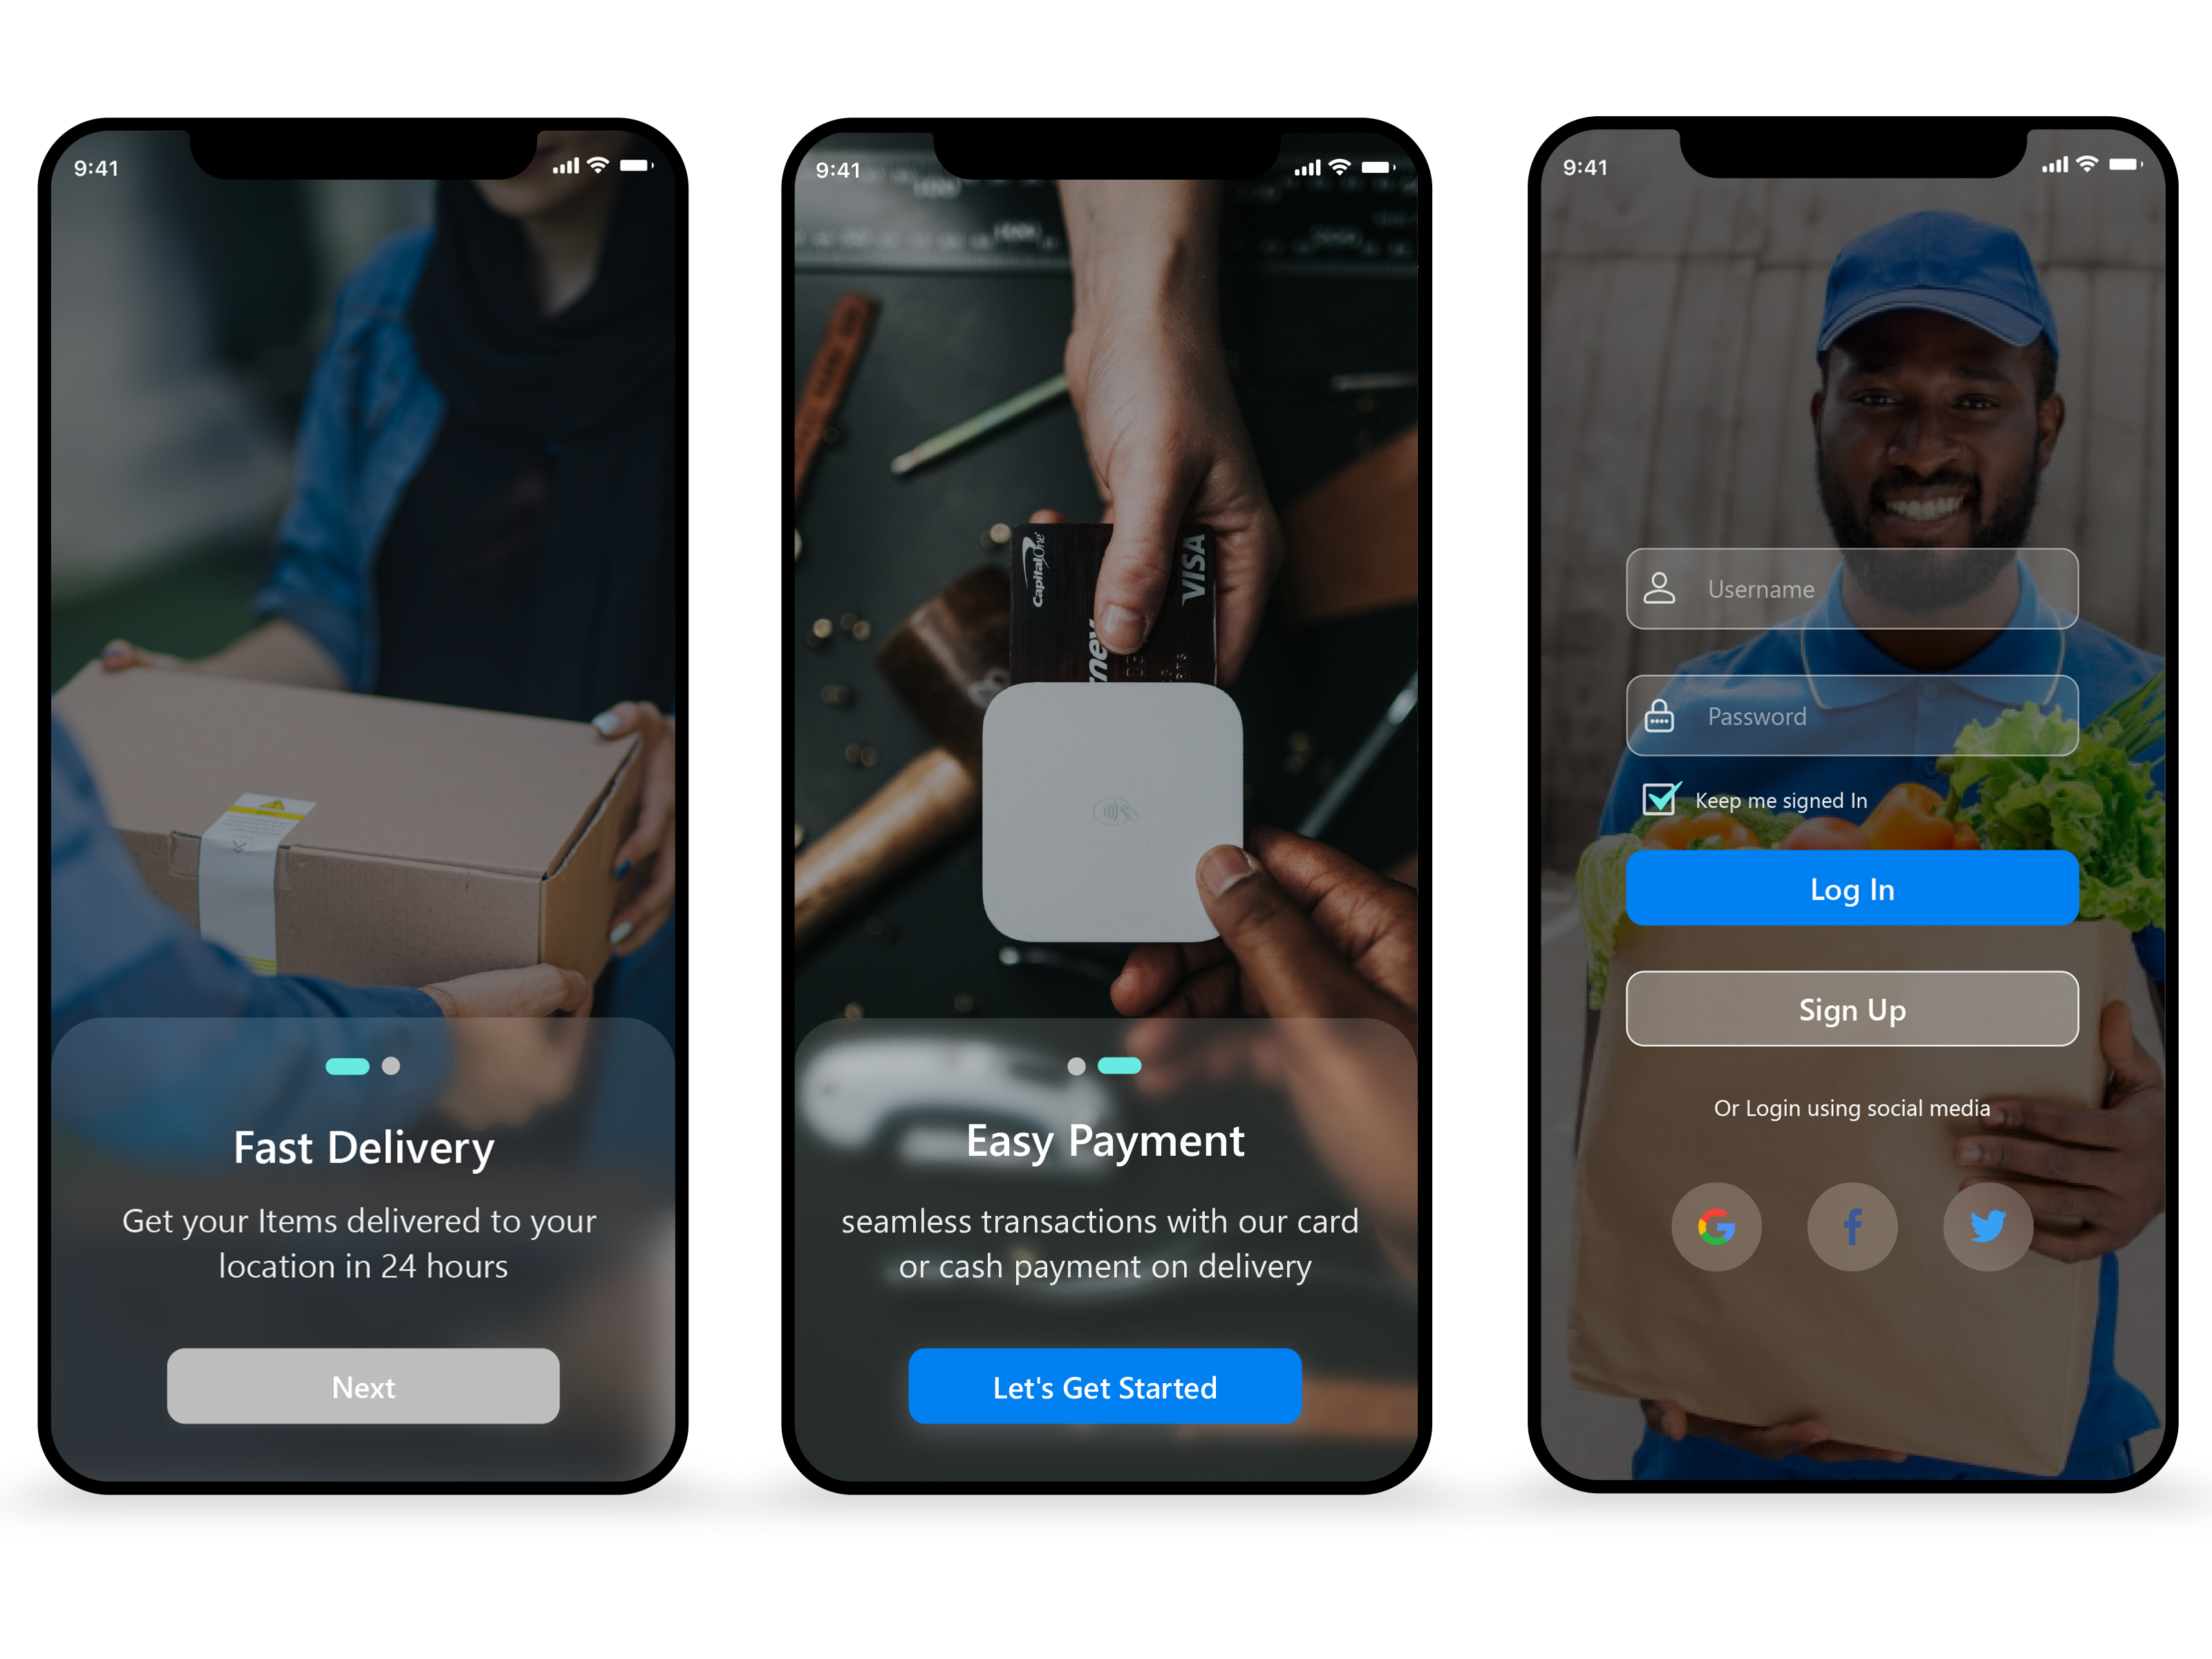 9:41
Fast Delivery
Get your Items delivered to your
location in 24 hours
Next
9:41
CapitalOne
VISA
Easy Payment
seamless transactions with our card
or cash payment on delivery
Let's Get Started
9:41
Username
Password
Keep me signed In
Log In
Sign Up
Or Login using social media